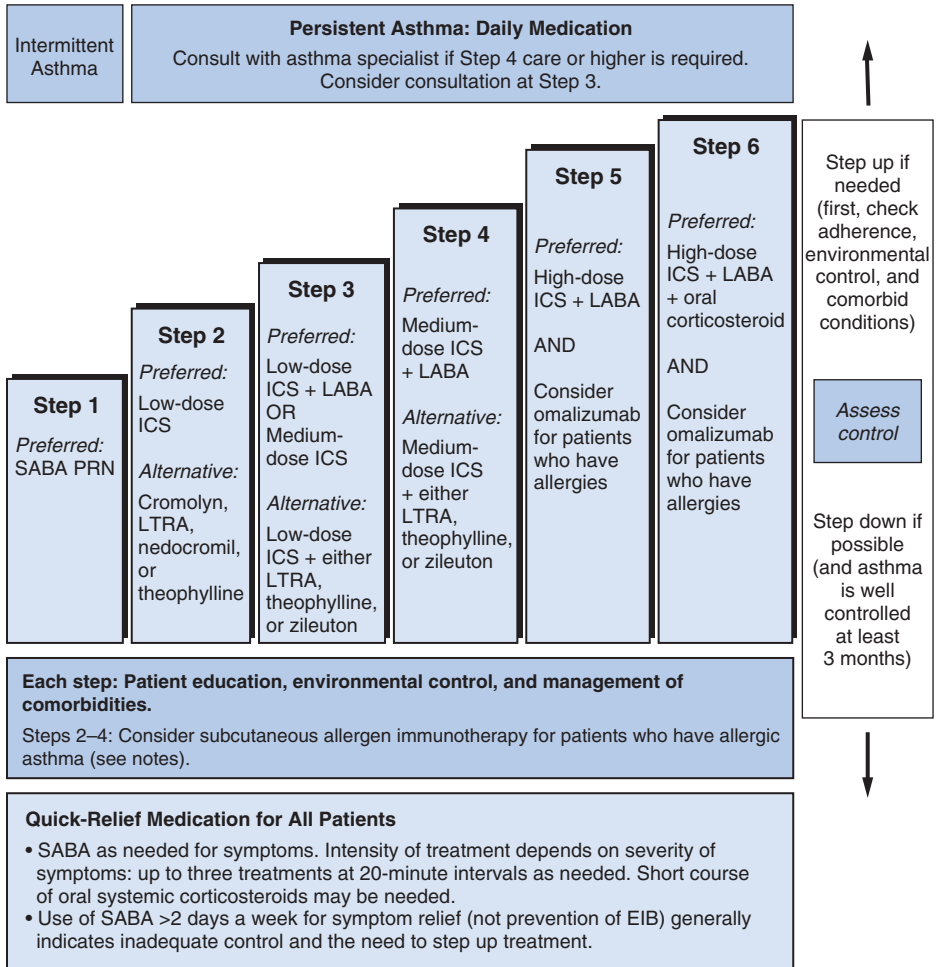 Intermittent
Asthma
Persistent Asthma: Daily Medication
Consult with asthma specialist if Step 4 care or higher is required.
Consider consultation at Step 3.
Step 1
Preferred:
SABA PRN
Step 2
Preferred:
Low-dose
ICS
Alternative:
Cromolyn,
LTRA,
nedocromil,
or
theophylline
Step 3
Preferred:
Low-dose
ICS + LABA
OR
Medium-
dose ICS
Alternative:
Low-dose
ICS + either
LTRA,
theophylline,
or zileuton
Step 4
Preferred:
Medium-
dose ICS
+ LABA
Alternative:
Medium-
dose ICS
+ either
LTRA,
theophylline,
or zileuton
Step 5
Preferred:
High-dose
ICS + LABA
AND
Consider
omalizumab
for patients
who have
allergies
Step 6
Preferred:
High-dose
ICS + LABA
+ oral
corticosteroid
AND
Consider
omalizumab
for patients
who have
allergies
Step up if
needed
(first, check
adherence,
environmental
control, and
comorbid
conditions)
Assess
control
Step down if
possible
(and asthma
is well
controlled
at least
3 months)
Each step: Patient education, environmental control, and management of
comorbidities.
Steps 2–4: Consider subcutaneous allergen immunotherapy for patients who have allergic
asthma (see notes).
Quick-Relief Medication for All Patients
• SABA as needed for symptoms. Intensity of treatment depends on severity of
symptoms: up to three treatments at 20-minute intervals as needed. Short course
of oral systemic corticosteroids may be needed.
• Use of SABA >2 days a week for symptom relief (not prevention of EIB) generally
indicates inadequate control and the need to step up treatment.